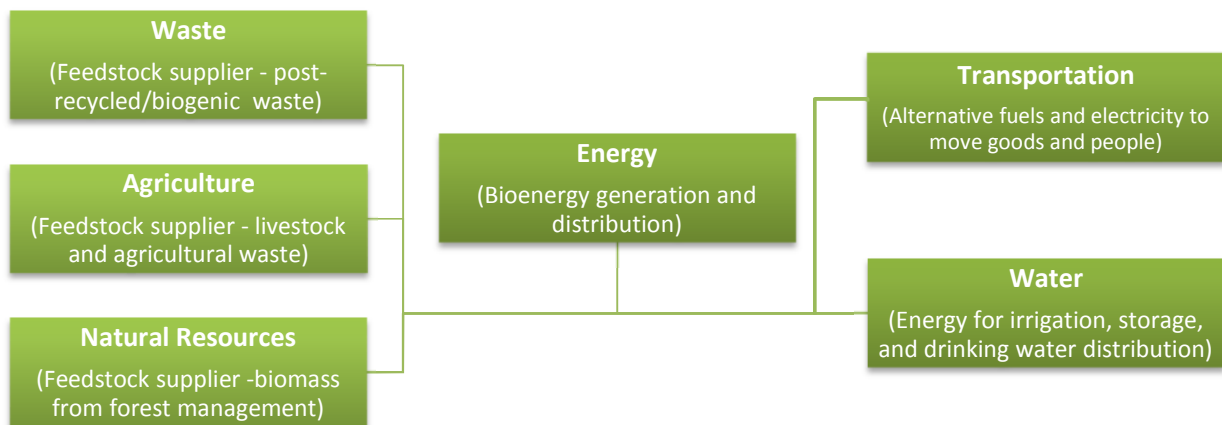 Waste
(Feedstock supplier - post-
recycled/biogenic waste)
Agriculture
(Feedstock supplier - livestock
and agricultural waste)
Natural Resources
(Feedstock supplier -biomass
from forest management)
Energy
(Bioenergy generation and
distribution)
Transportation
(Alternative fuels and electricity to
move goods and people)
Water
(Energy for irrigation, storage,
and drinking water distribution)